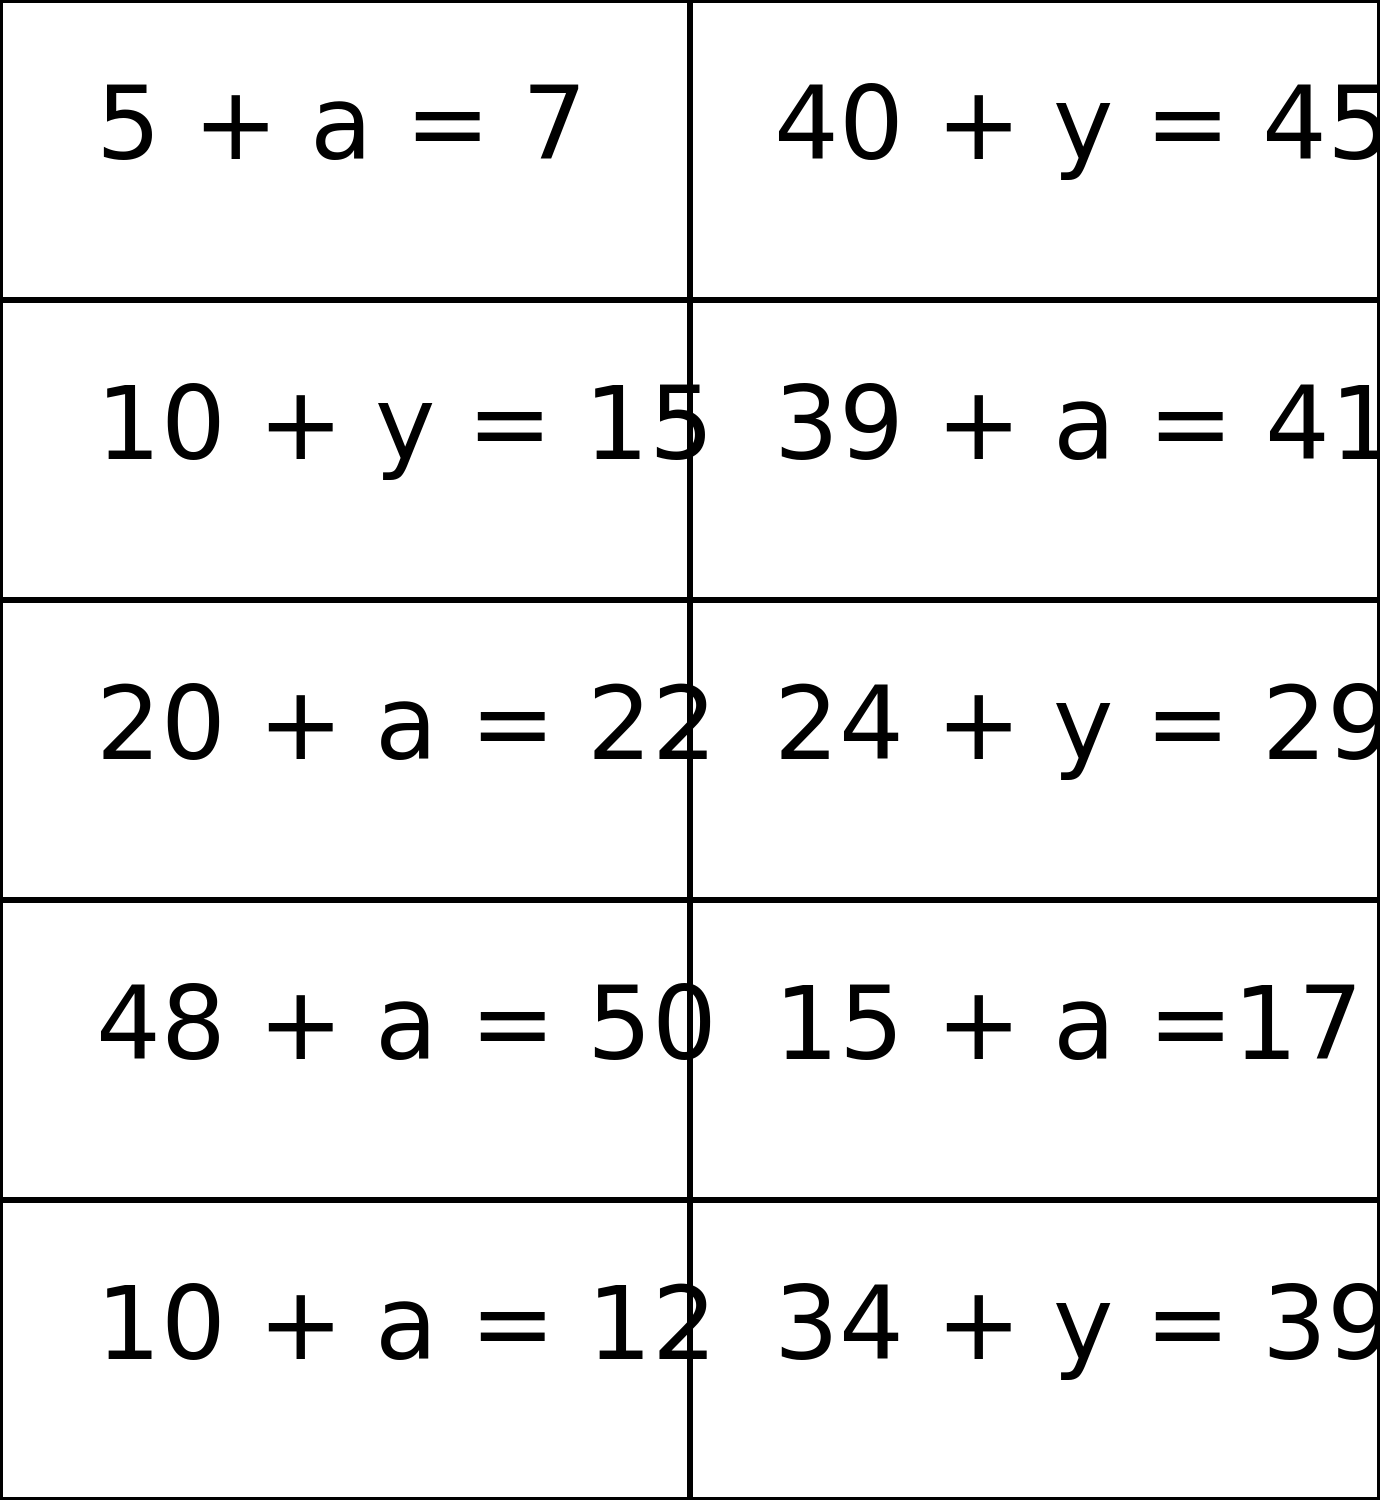 5 + a = 7
40 + y = 45
10 + y = 15
39 + a = 41
20 + a = 22
24 + y = 29
48 + a = 50
15 + a =17
10 + a = 12
34 + y = 39